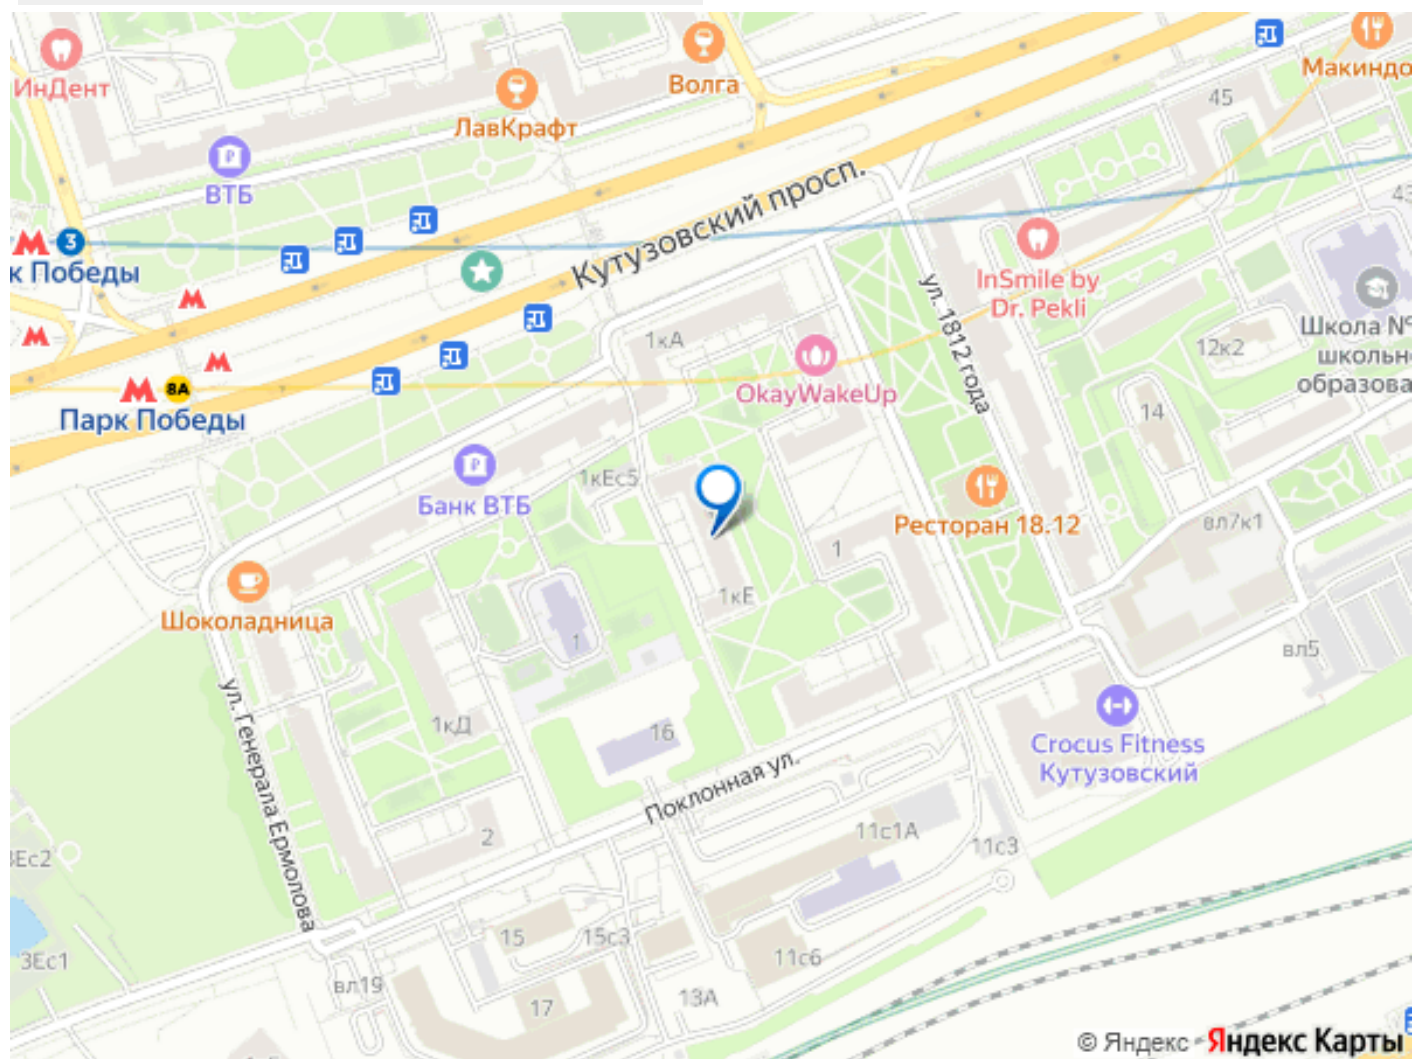 Макиндо
ИнДент
Волга
45
ЛавКрафт
ВТБ
43
3
к Победы
Кутузовский просп.
InSmile by
Dr. Pekli
ул. 1812 года
Школа №
школьн
образова
1кА
12к2
8А
Парк Победы
OkayWakeUp
14
Банк ВТБ
1кЕс5
Ресторан 18.12
вл7к1
1
1кЕ
Шоколадница
1
вл5
ул. Генерала Ермолова
1кД
16
Crocus Fitness
Кутузовский
Поклонная ул.
2
11с1А
11с3
3Ес2
15
15с3
11с6
3Ес1
вл19
17
13А
© Яндекс
Яндекс Карты